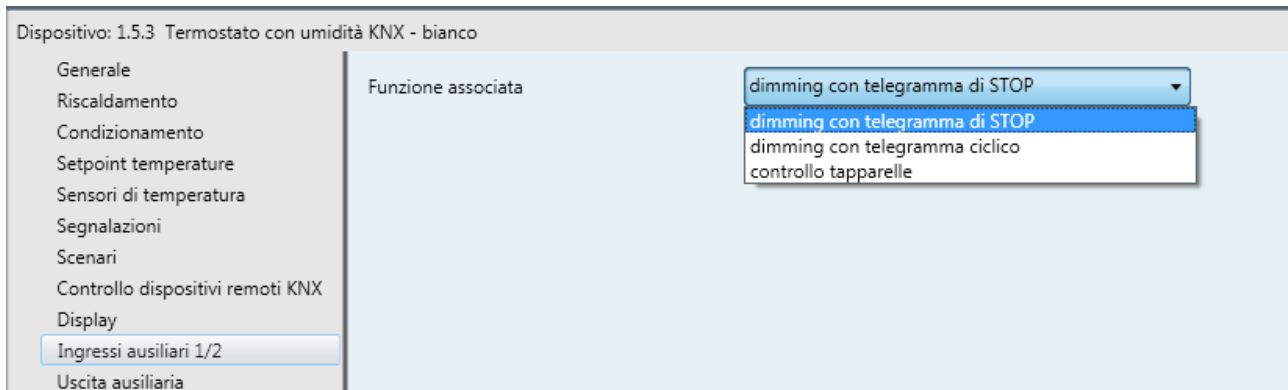 Dispositivo: 1.5.3 Termostato con umidità KNX - bianco
Generale
Riscaldamento
Condizionamento
Setpoint temperature
Sensori di temperatura
Segnalazioni
Scenari
Controllo dispositivi remoti KNX
Display
Ingressi ausiliari 1/2
Uscita ausiliaria
Funzione associata
dimming con telegramma di STOP
dimming con telegramma di STOP
dimming con telegramma ciclico
controllo tapparelle